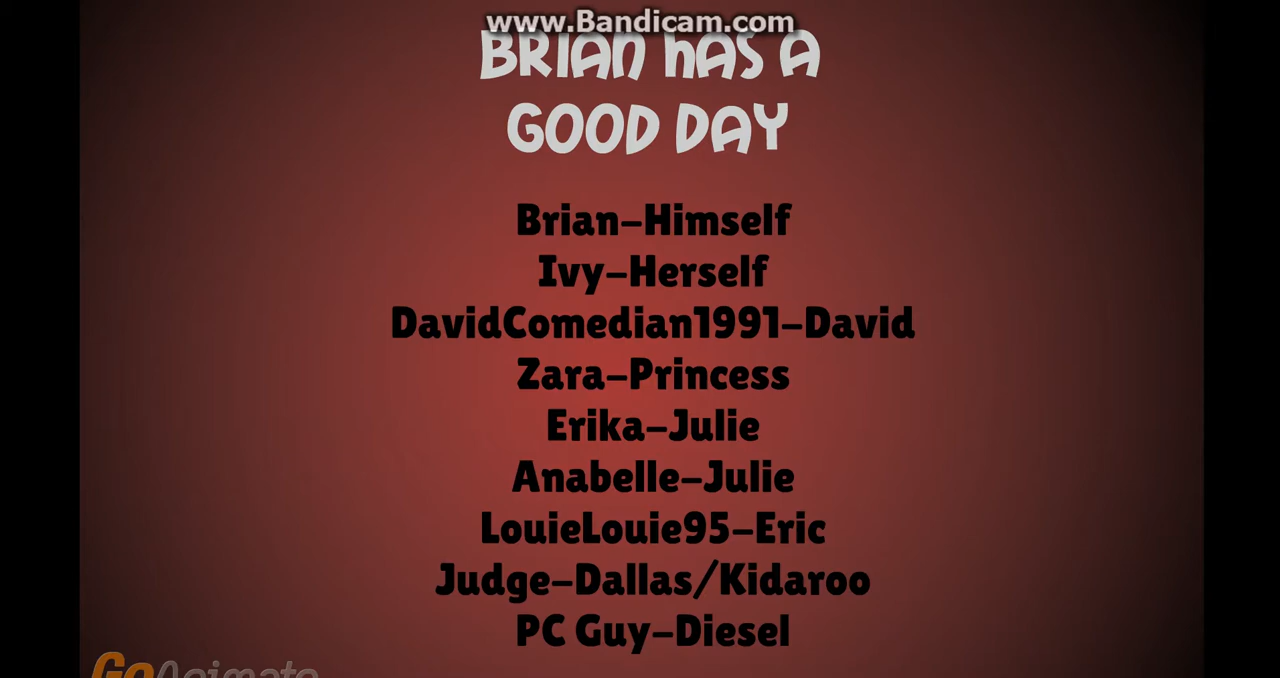 www.Bandicam.com
BRIAN HAS A
GOOD DAY
Brian-Himself
Ivy-Herself
DavidComedian1991-David
Zara-Princess
Erika-Julie
Anabelle-Julie
LouieLouie95-Eric
Judge-Dallas/Kidaroo
PC Guy-Diesel
GoAnimate